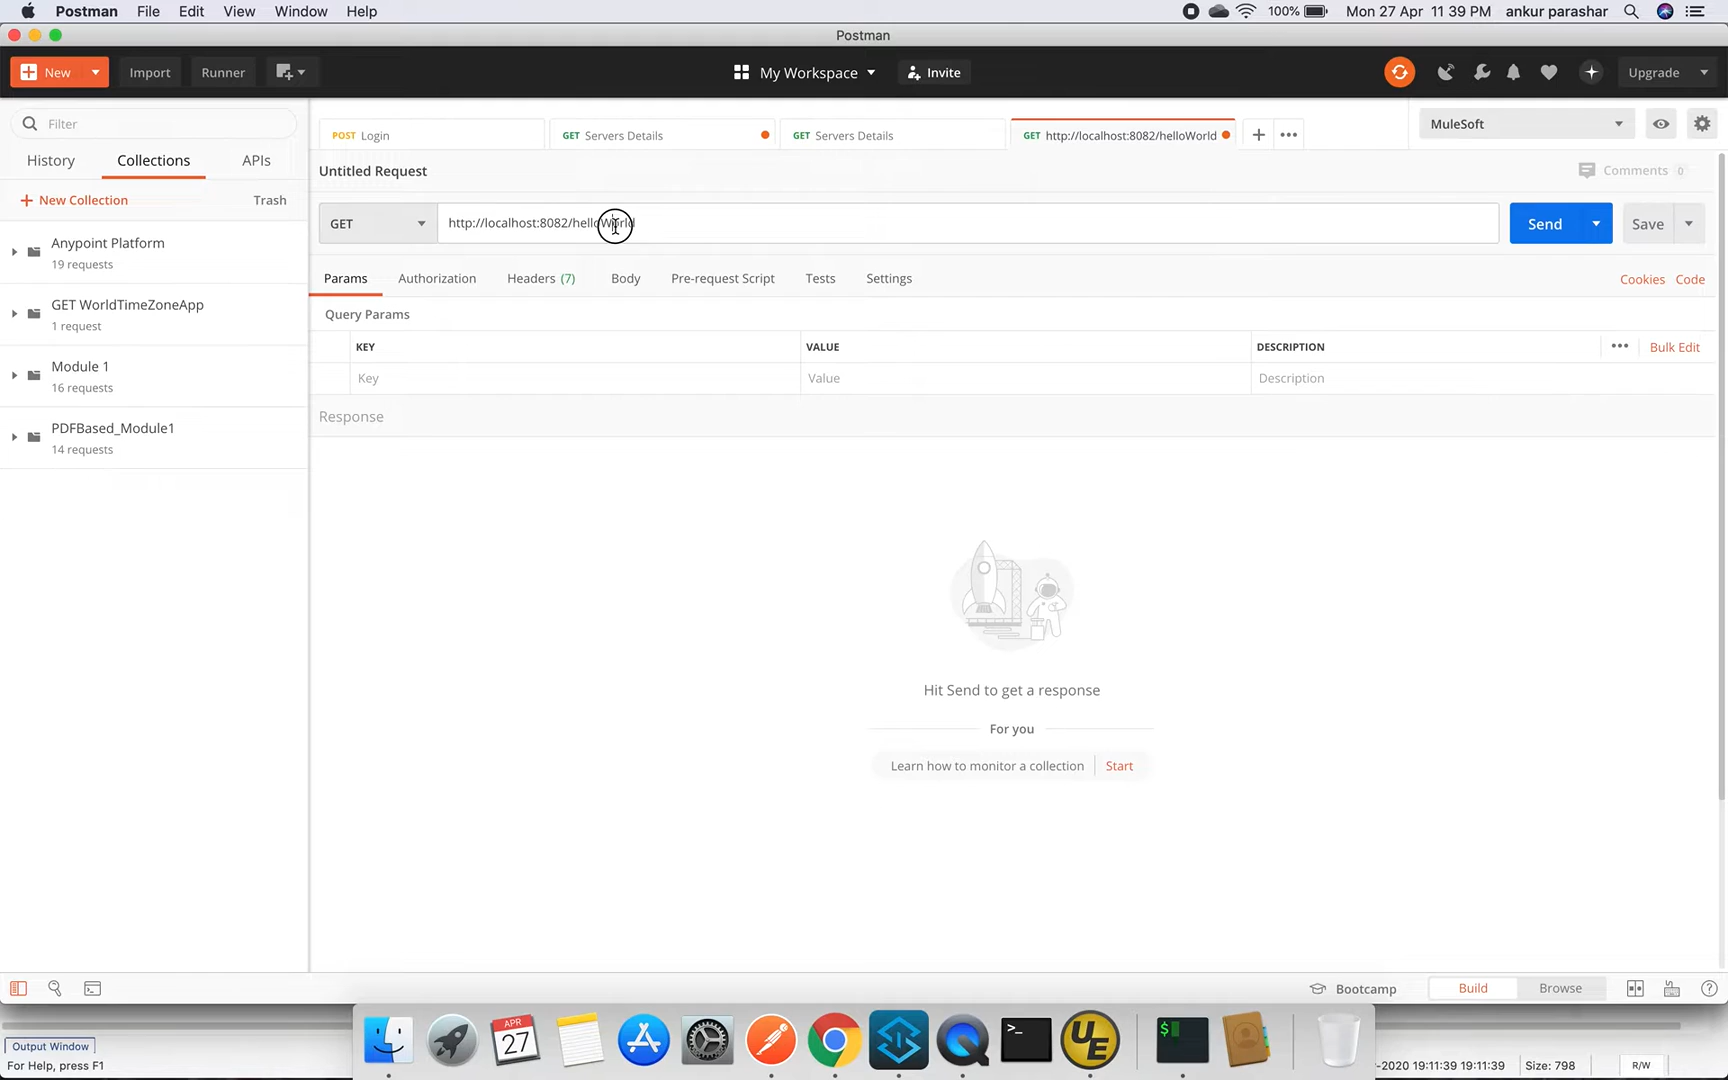 Postman File Edit View Window Help 100% Mon 27 Apr 11:39 PM ankur parashar
Postman
New Import Runner My Workspace Invite Upgrade
Filter
History Collections APIs
New Collection Trash
Anypoint Platform
19 requests
GET WorldTimeZoneApp
1 request
Module 1
16 requests
PDFBased_Module1
14 requests
POST Login GET Servers Details GET Servers Details GET http://localhost:8082/helloWorld MuleSoft
Untitled Request Comments 0
GET http://localhost:8082/helloWorld Send Save
Params Authorization Headers (7) Body Pre-request Script Tests Settings Cookies Code
Query Params
KEY VALUE DESCRIPTION Bulk Edit
Key Value Description
Response
Hit Send to get a response
For you
Learn how to monitor a collection Start
Bootcamp Build Browse
APR
27
>_
UE
$
Output Window
For Help, press F1
-2020 19:11:39 19:11:39 Size: 798 R/W